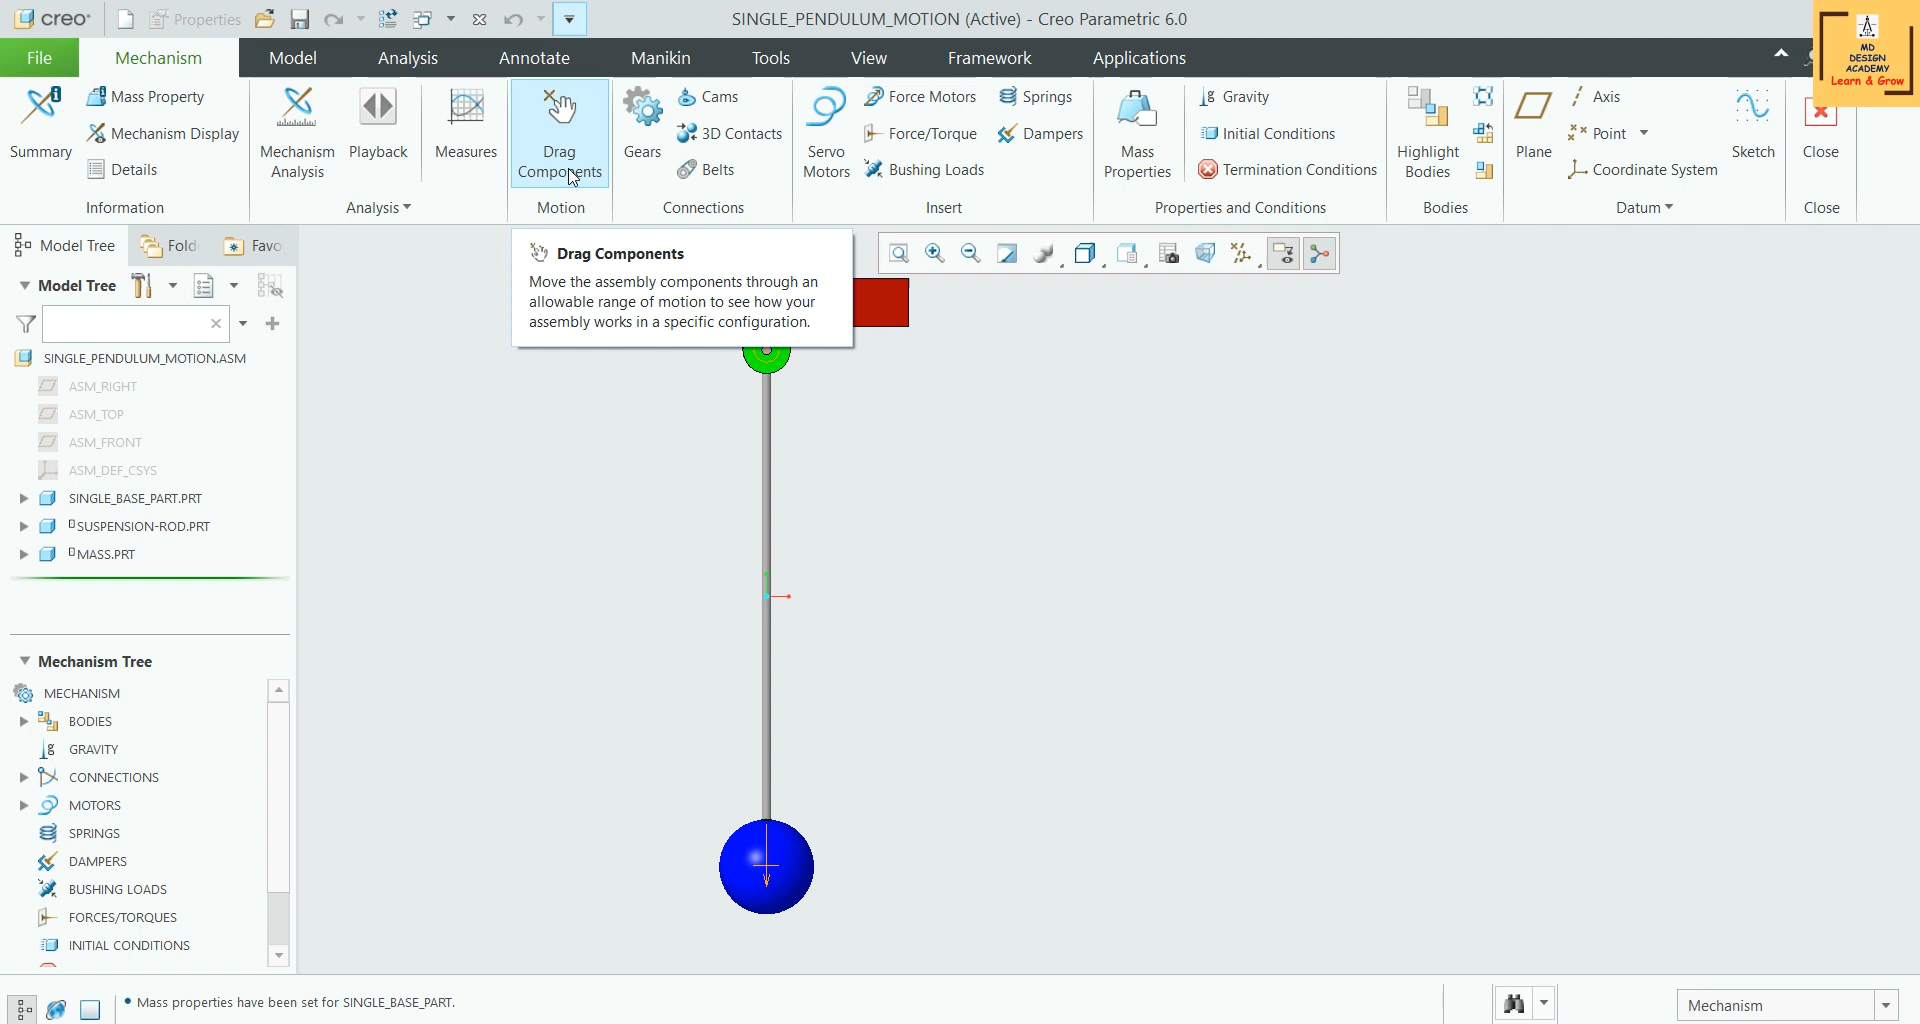 creo
Properties
SINGLE_PENDULUM_MOTION (Active) - Creo Parametric 6.0
File
Mechanism
Model
Analysis
Annotate
Manikin
Tools
View
Framework
Applications
MD
DESIGN
ACADEMY
Learn & Grow
Summary
Mass Property
Mechanism Display
Details
Information
Mechanism
Analysis
Playback
Measures
Analysis
Drag
Components
Motion
Gears
Cams
3D Contacts
Belts
Connections
Servo
Motors
Force Motors
Force/Torque
Bushing Loads
Springs
Dampers
Insert
Mass
Properties
Gravity
Initial Conditions
Termination Conditions
Properties and Conditions
Highlight
Bodies
Bodies
Plane
Axis
Point
Coordinate System
Sketch
Datum
Close
Close
Model Tree
Fold
Favo
Drag Components
Move the assembly components through an
allowable range of motion to see how your
assembly works in a specific configuration.
Model Tree
SINGLE_PENDULUM_MOTION.ASM
ASM_RIGHT
ASM_TOP
ASM_FRONT
ASM_DEF_CSYS
SINGLE_BASE_PART.PRT
SUSPENSION-ROD.PRT
MASS.PRT
Mechanism Tree
MECHANISM
BODIES
GRAVITY
CONNECTIONS
MOTORS
SPRINGS
DAMPERS
BUSHING LOADS
FORCES/TORQUES
INITIAL CONDITIONS
Mass properties have been set for SINGLE_BASE_PART.
Mechanism